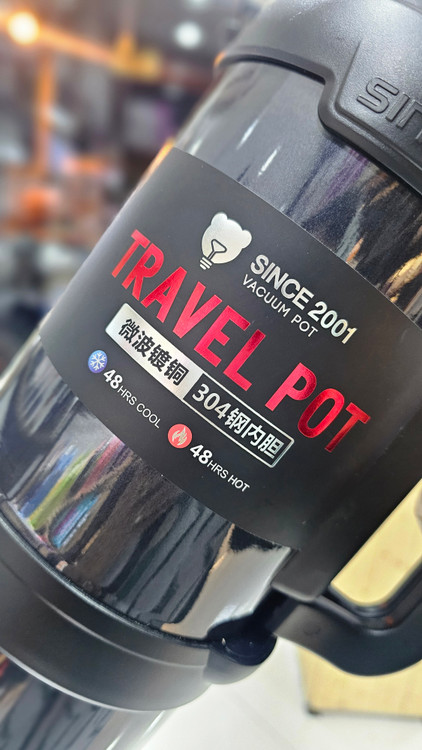 SINCE 2001
VACUUM POT
TRAVEL POT
微波镀铜 304钢内胆
48HRS COOL
48HRS HOT